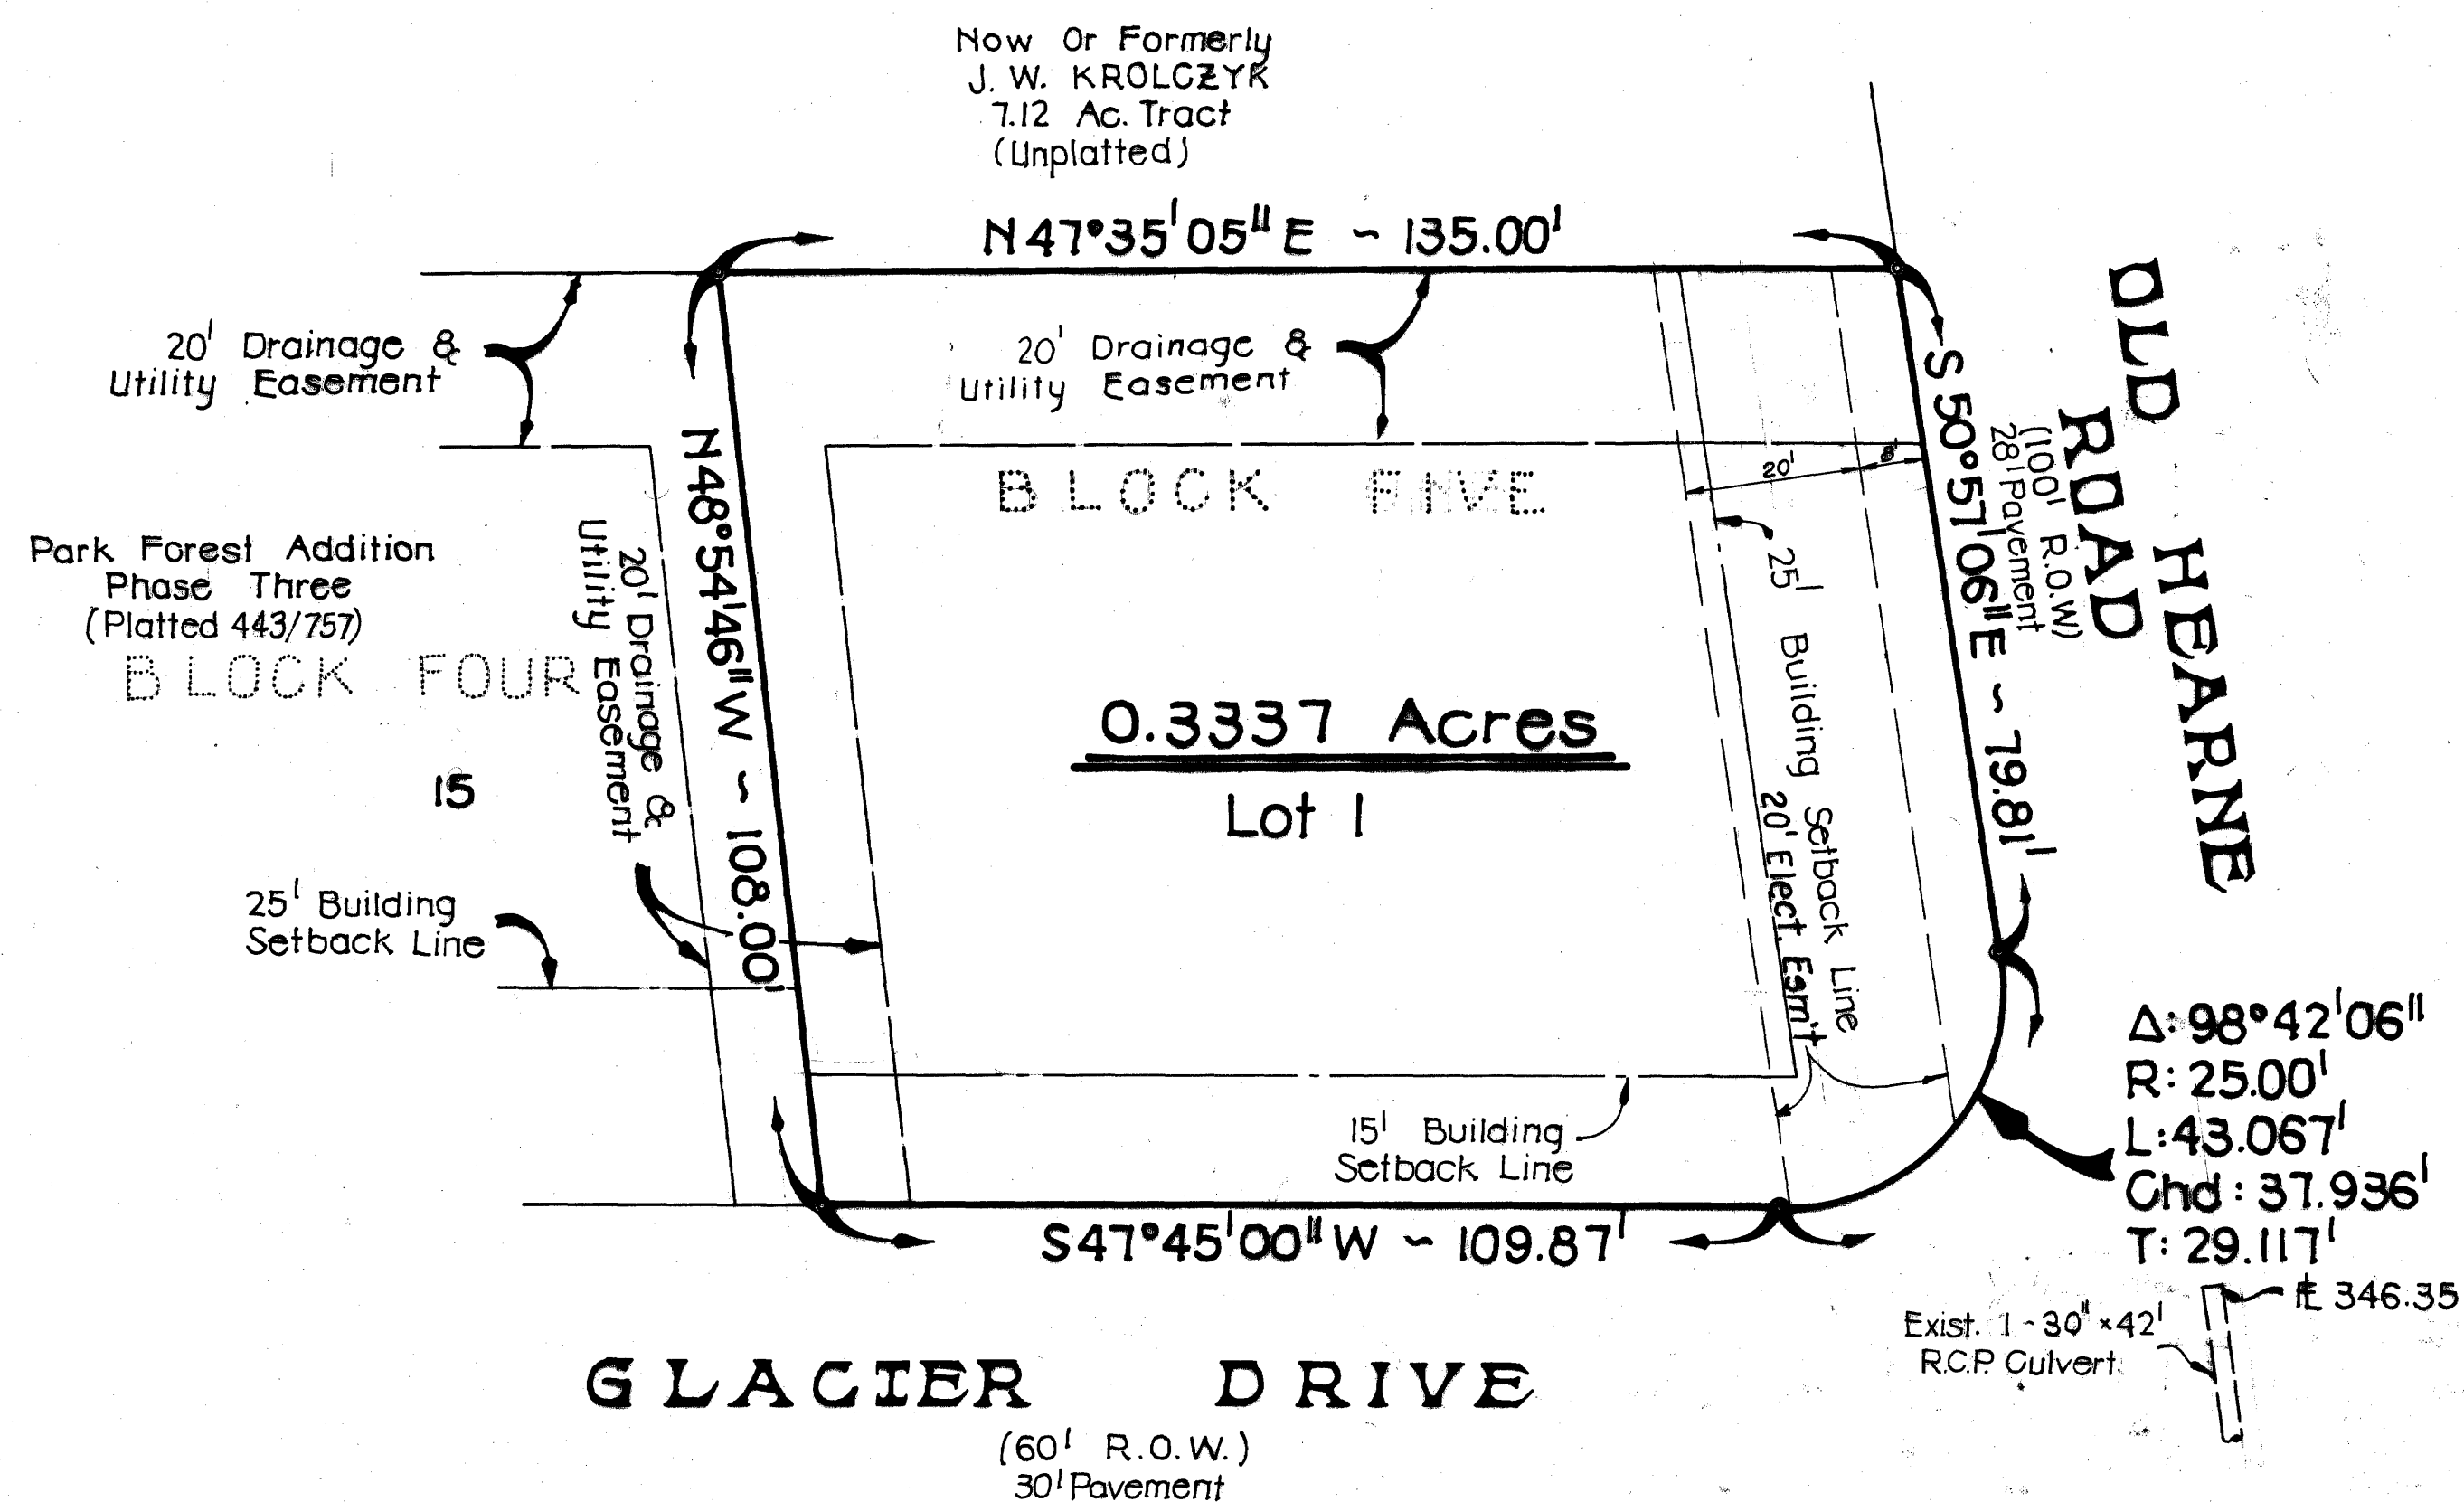 Now Or Formerly
J. W. KROLCZYK
7.12 Ac. Tract
(Unplatted)
N 47°35'05" E ~ 135.00'
20' Drainage &
Utility Easement
20' Drainage &
Utility Easement
BLOCK FIVE
20'
8'
S 50°57'06" E ~ 79.81'
OLD HEARNE
ROAD
(100' R.O.W)
28' Pavement
N 48°54'46" W ~ 108.00'
20' Drainage &
Utility Easement
Park Forest Addition
Phase Three
(Platted 443/757)
BLOCK FOUR
15
25' Building
Setback Line
25' Building Setback Line
20' Elect. Esm't
0.3337 Acres
Lot 1
15' Building
Setback Line
S 47°45'00" W ~ 109.87'
Δ: 98°42'06"
R: 25.00'
L: 43.067'
Chd: 37.936'
T: 29.117'
346.35
Exist. 1-30" x 42'
R.C.P. Culvert
GLACIER DRIVE
(60' R.O.W.)
30' Pavement